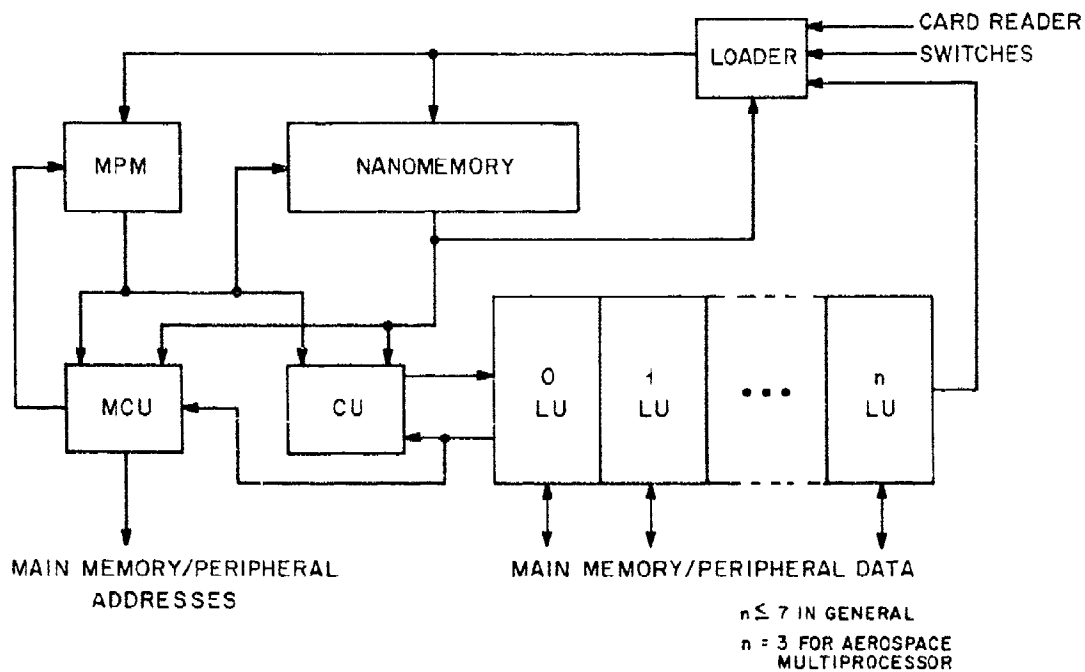 CARD READER
LOADER
SWITCHES
MPM
NANOMEMORY
0
1
n
LU
LU
• • •
LU
MCU
CU
MAIN MEMORY/PERIPHERAL
ADDRESSES
MAIN MEMORY/PERIPHERAL DATA
n ≤ 7 IN GENERAL
n = 3 FOR AEROSPACE
MULTIPROCESSOR